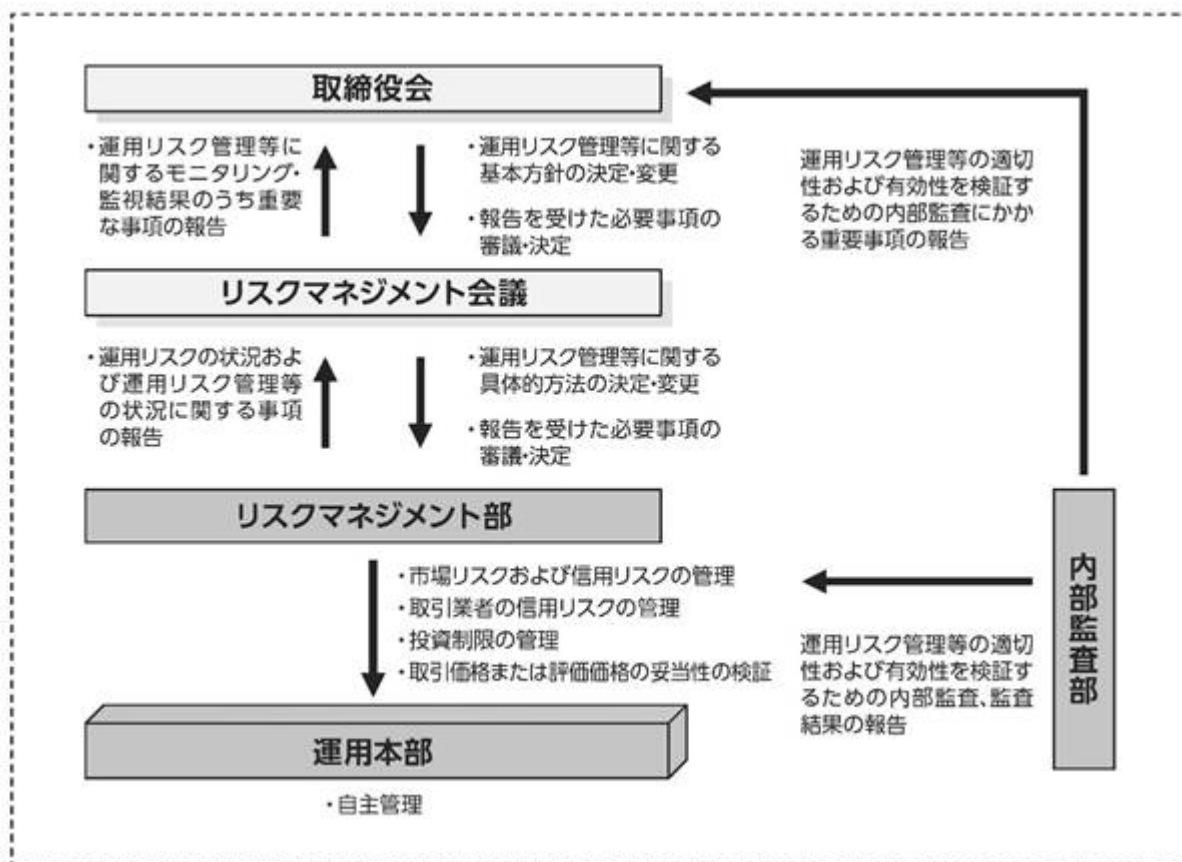 取締役会
・運用リスク管理等に
関するモニタリング・
監視結果のうち重要
な事項の報告
・運用リスク管理等に関する
基本方針の決定・変更
・報告を受けた必要事項の
審議・決定
運用リスク管理等の適切
性および有効性を検証す
るための内部監査にかか
る重要事項の報告
リスクマネジメント会議
・運用リスクの状況およ
び運用リスク管理等
の状況に関する事項
の報告
・運用リスク管理等に関する
具体的方法の決定・変更
・報告を受けた必要事項の
審議・決定
リスクマネジメント部
・市場リスクおよび信用リスクの管理
・取引業者の信用リスクの管理
・投資制限の管理
・取引価格または評価価格の妥当性の検証
運用リスク管理等の適切
性および有効性を検証す
るための内部監査、監査
結果の報告
内部監査部
運用本部
・自主管理